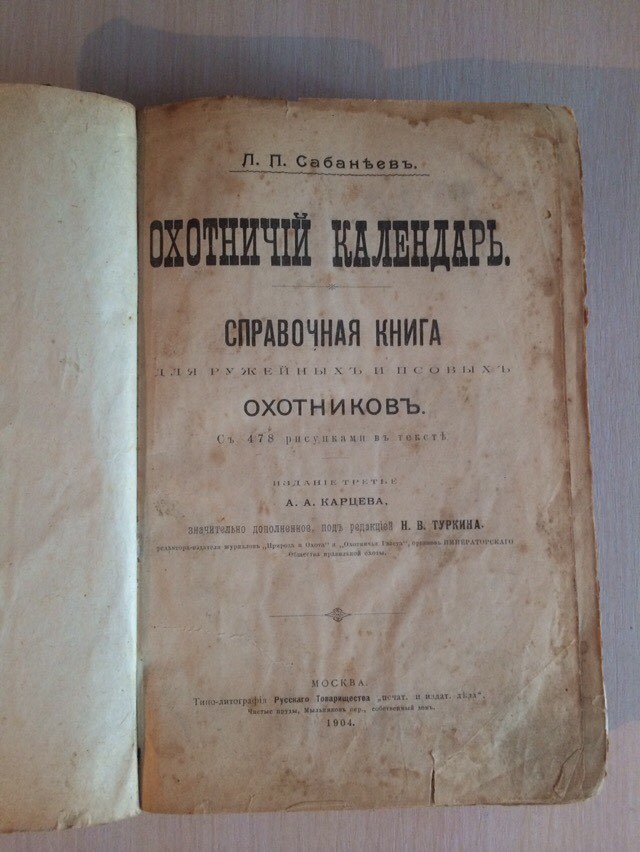 Л. П. Сабанѣевъ.
ОХОТНИЧІЙ КАЛЕНДАРЬ.
СПРАВОЧНАЯ КНИГА
ДЛЯ РУЖЕЙНЫХЪ И ПСОВЫХЪ
ОХОТНИКОВЪ.
Съ 478 рисунками въ текстѣ
ИЗДАНІЕ ТРЕТЬЕ
А. А. КАРЦЕВА,
значительно дополненное, подъ редакціей Н. В. ТУРКИНА.
редактора-издателя журналовъ „Природа и Охота" и „Охотничья Газета", органовъ ИМПЕРАТОРСКАГО
Общества правильной охоты.
МОСКВА.
Типо-литографія Русскаго Товарищества „печат. и издат. дѣла".
Чистые пруды, Мыльниковъ пер., собственный домъ.
1904.